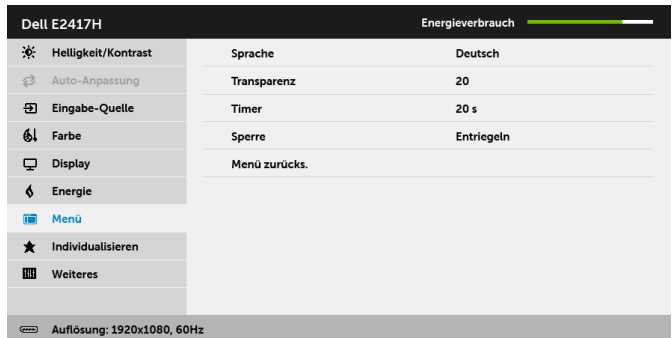 Dell E2417H Energieverbrauch
Helligkeit/Kontrast Sprache Deutsch
Auto-Anpassung Transparenz 20
Eingabe-Quelle Timer 20 s
Farbe Sperre Entriegeln
Display Menü zurücks.
Energie
Menü
Individualisieren
Weiteres
Auflösung: 1920x1080, 60Hz